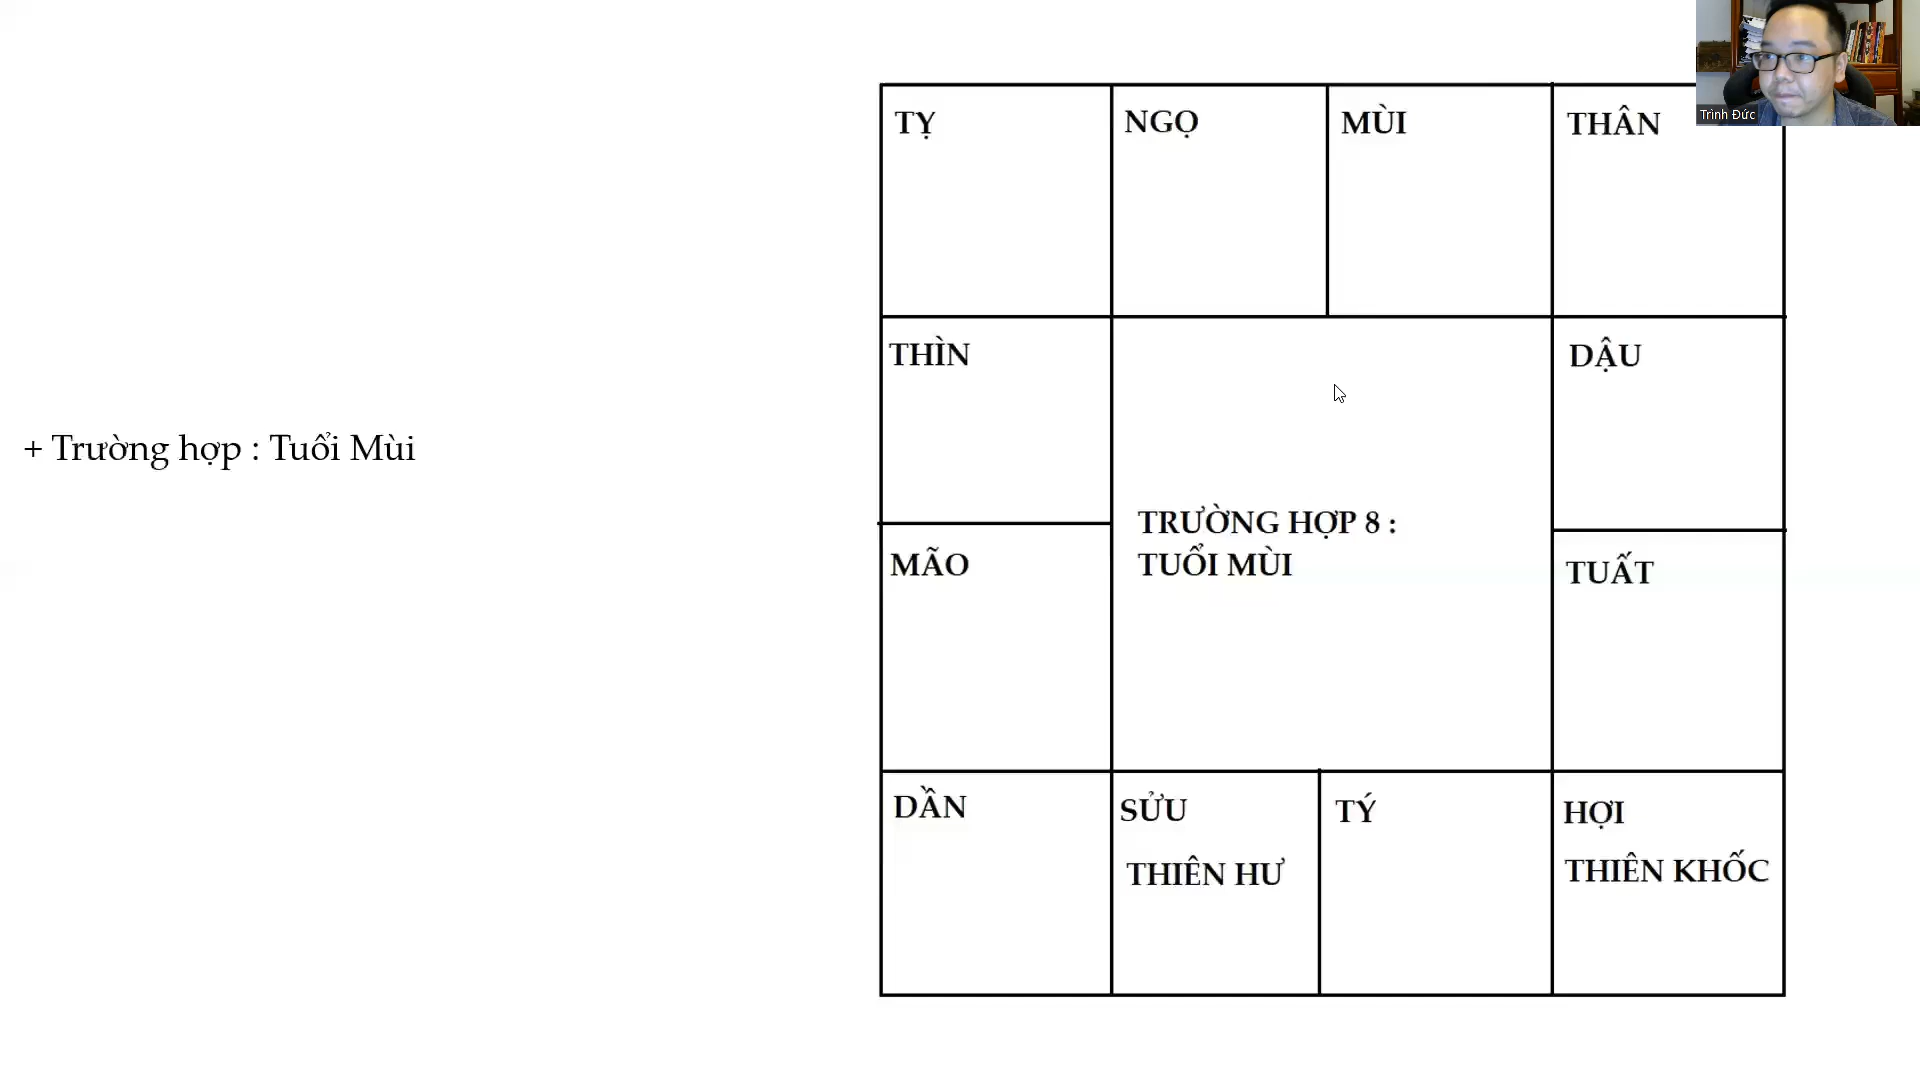 Trình Đức
TỴ
NGỌ
MÙI
THÂN
THÌN
DẬU
+ Trường hợp : Tuổi Mùi
TRƯỜNG HỢP 8 :
TUỔI MÙI
MÃO
TUẤT
DẦN
SỬU
TÝ
HỢI
THIÊN HƯ
THIÊN KHỐC